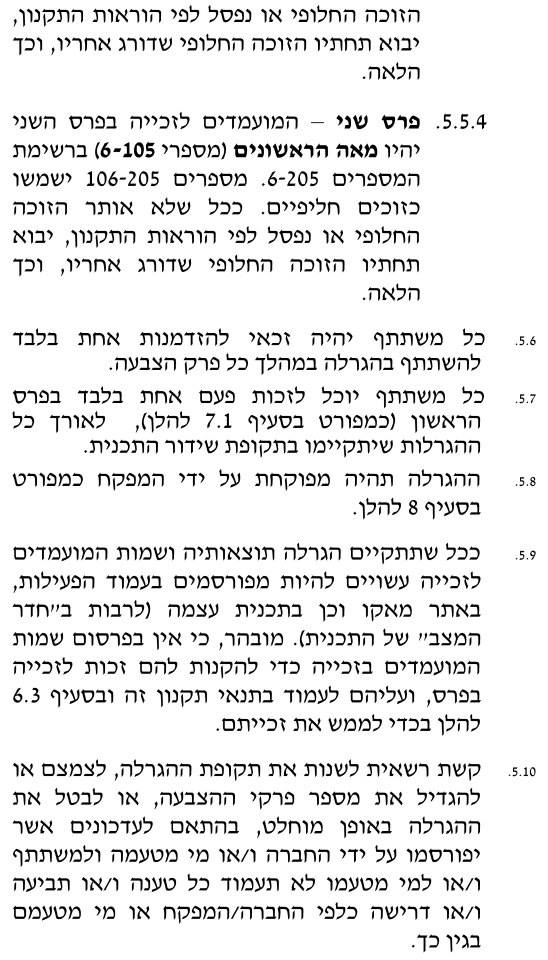 הזוכה החלופי או נפסל לפי הוראות התקנון,
יבוא תחתיו הזוכה החלופי שדורג אחריו, וכך
הלאה.
5.5.4. פרס שני – המועמדים לזכייה בפרס השני
יהיו מאה הראשונים (מספרי 6-105) ברשימת
המספרים 6-205. מספרים 106-205 ישמשו
כזוכים חליפיים. ככל שלא אותר הזוכה
החלופי או נפסל לפי הוראות התקנון, יבוא
תחתיו הזוכה החלופי שדורג אחריו, וכך
הלאה.
5.6. כל משתתף יהיה זכאי להזדמנות אחת בלבד
להשתתף בהגרלה במהלך כל פרק הצבעה.
5.7. כל משתתף יוכל לזכות פעם אחת בלבד בפרס
הראשון (כמפורט בסעיף 7.1 להלן), לאורך כל
ההגרלות שיתקיימו בתקופת שידור התכנית.
5.8. ההגרלה תהיה מפוקחת על ידי המפקח כמפורט
בסעיף 8 להלן.
5.9. ככל שתתקיים הגרלה תוצאותיה ושמות המועמדים
לזכייה עשויים להיות מפורסמים בעמוד הפעילות,
באתר מאקו וכן בתכנית עצמה (לרבות ב"חדר
המצב" של התכנית). מובהר, כי אין בפרסום שמות
המועמדים בזכייה כדי להקנות להם זכות לזכייה
בפרס, ועליהם לעמוד בתנאי תקנון זה ובסעיף 6.3
להלן בכדי לממש את זכייתם.
5.10. קשת רשאית לשנות את תקופת ההגרלה, לצמצם או
להגדיל את מספר פרקי ההצבעה, או לבטל את
ההגרלה באופן מוחלט, בהתאם לעדכונים אשר
יפורסמו על ידי החברה ו/או מי מטעמה ולמשתתף
ו/או למי מטעמו לא תעמוד כל טענה ו/או תביעה
ו/או דרישה כלפי החברה/המפקח או מי מטעמם
בגין כך.